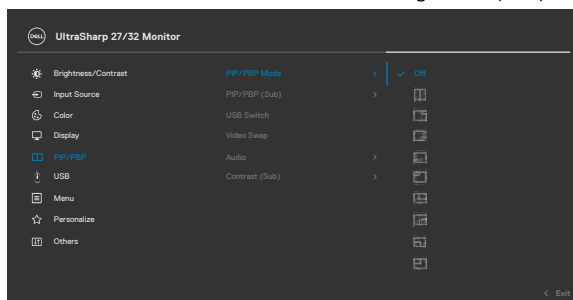 DELL UltraSharp 27/32 Monitor
Brightness/Contrast PIP/PBP Mode > ✓ Off
Input Source PIP/PBP (Sub) >
Color USB Switch
Display Video Swap
PIP/PBP Audio >
USB Contrast (Sub) >
Menu
Personalize
Others
< Exit